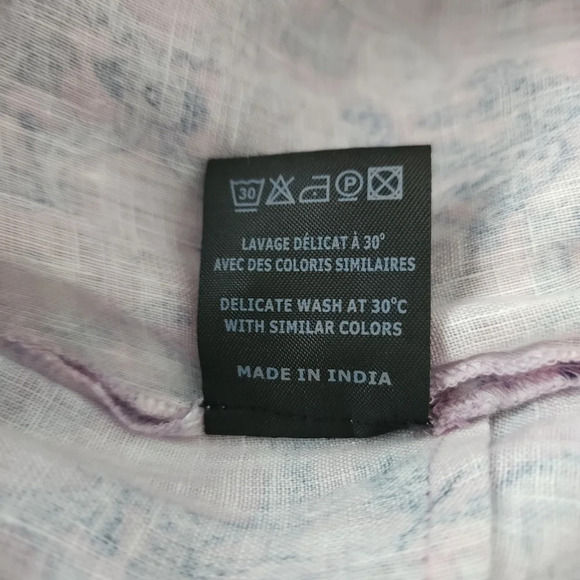 30 P
LAVAGE DÉLICAT À 30°
AVEC DES COLORIS SIMILAIRES
DELICATE WASH AT 30°C
WITH SIMILAR COLORS
MADE IN INDIA